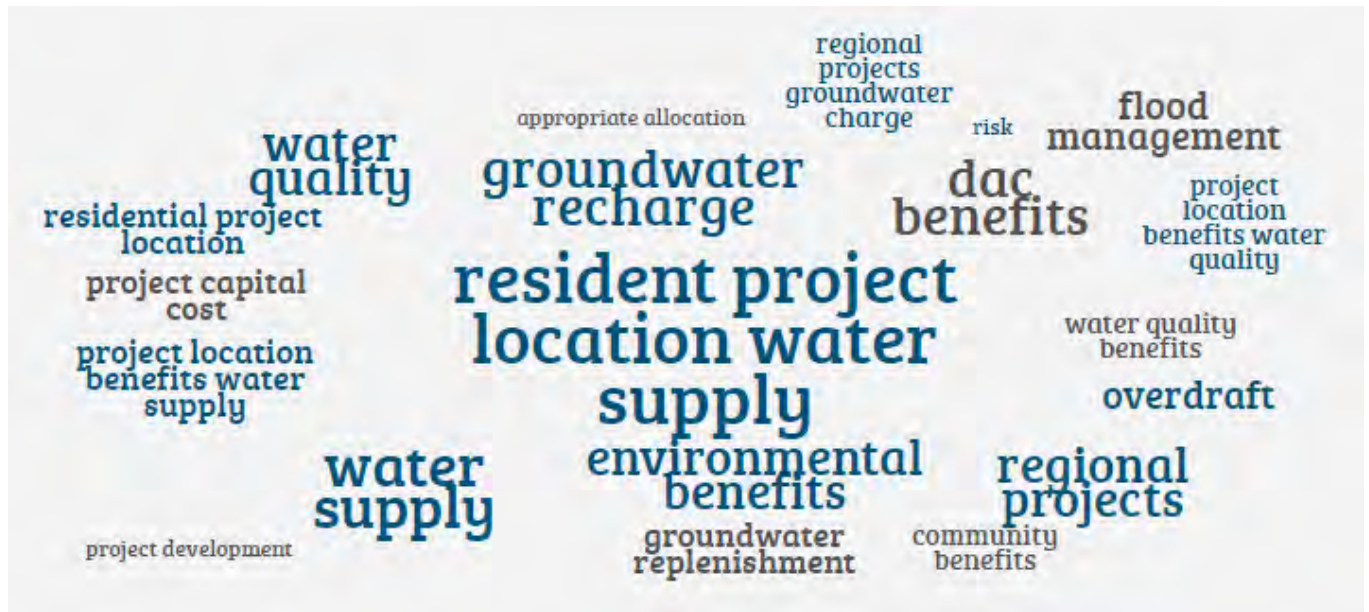 regional
projects
groundwater
charge
appropriate allocation
risk
flood
management
water
quality
groundwater
recharge
dac
benefits
project
location
benefits water
quality
residential project
location
project capital
cost
resident project
location water
supply
water quality
benefits
project location
benefits water
supply
overdraft
water
supply
environmental
benefits
regional
projects
groundwater
replenishment
community
benefits
project development